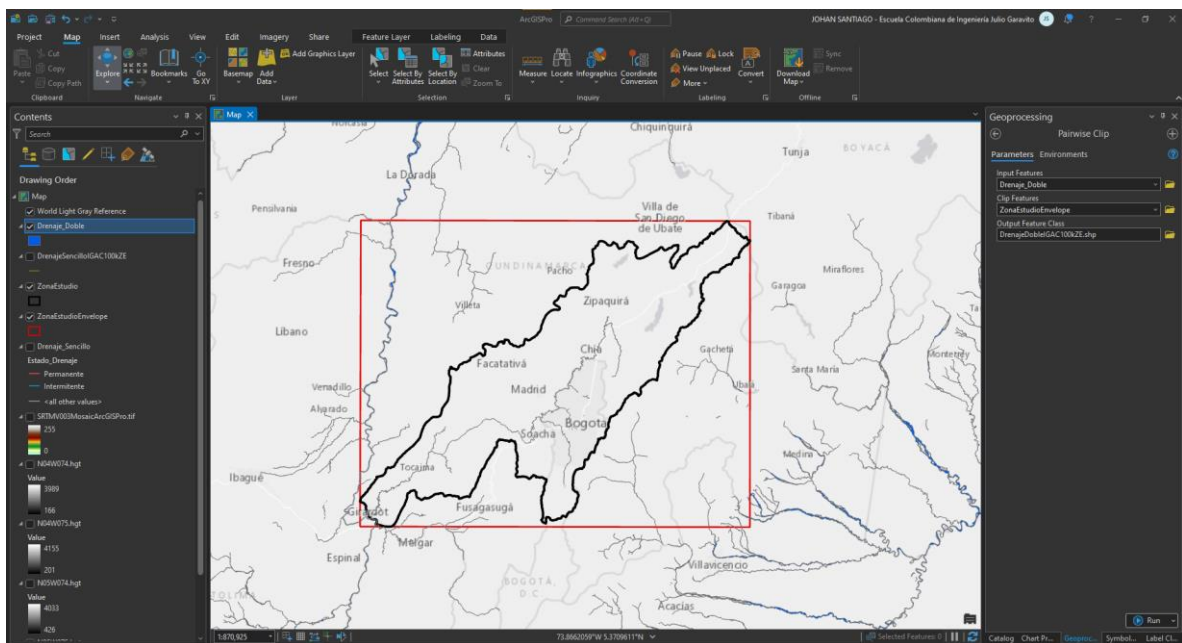 ArcGISPro
Command Search (Alt+Q)
JOHAN SANTIAGO - Escuela Colombiana de Ingeniería Julio Garavito
JS
?
Project Map Insert Analysis View Edit Imagery Share Feature Layer Labeling Data
Paste
Cut
Copy
Copy Path
Clipboard
Explore
Bookmarks
Go To XY
Navigate
Basemap
Add Data
Add Graphics Layer
Layer
Select
Select By Attributes
Select By Location
Attributes
Clear
Zoom To
Selection
Measure
Locate
Infographics
Coordinate Conversion
Inquiry
Pause
Lock
View Unplaced
More
Convert
Labeling
Download Map
Sync
Remove
Offline
Contents
Search
Drawing Order
Map
World Light Gray Reference
Drenaje_Doble
DrenajeSencilloIGAC100kZE
ZonaEstudio
ZonaEstudioEnvelope
Drenaje_Sencillo
Estado_Drenaje
Permanente
Intermitente
<all other values>
SRTMV003MosaicArcGISPro.tif
255
0
N04W074.hgt
Value
3989
166
N04W075.hgt
Value
4155
201
N05W074.hgt
Value
4033
426
Map
Chiquinquirá
Tunja
BOYACÁ
La Dorada
Pensilvania
Villa de San Diego de Ubate
Tibaná
Fresno
CUNDINAMARCA
Pacho
Miraflores
Zipaquirá
Garagoa
Villeta
Líbano
Chía
Gachetá
Monterrey
Facatativá
Santa María
Madrid
Ubalá
Venadillo
Alvarado
Bogota
Soacha
Medina
Ibagué
Tocaima
Girardot
Fusagasugá
Melgar
Espinal
Villavicencio
TOLIMA
BOGOTÁ, D.C.
Acacías
1:870,925
73.8662059°W 5.3709611°N
Selected Features: 0
Geoprocessing
Pairwise Clip
Parameters Environments
Input Features
Drenaje_Doble
Clip Features
ZonaEstudioEnvelope
Output Feature Class
DrenajeDobleIGAC100kZE.shp
Run
Catalog Chart Pr... Geoproc... Symbol... Label Cl...